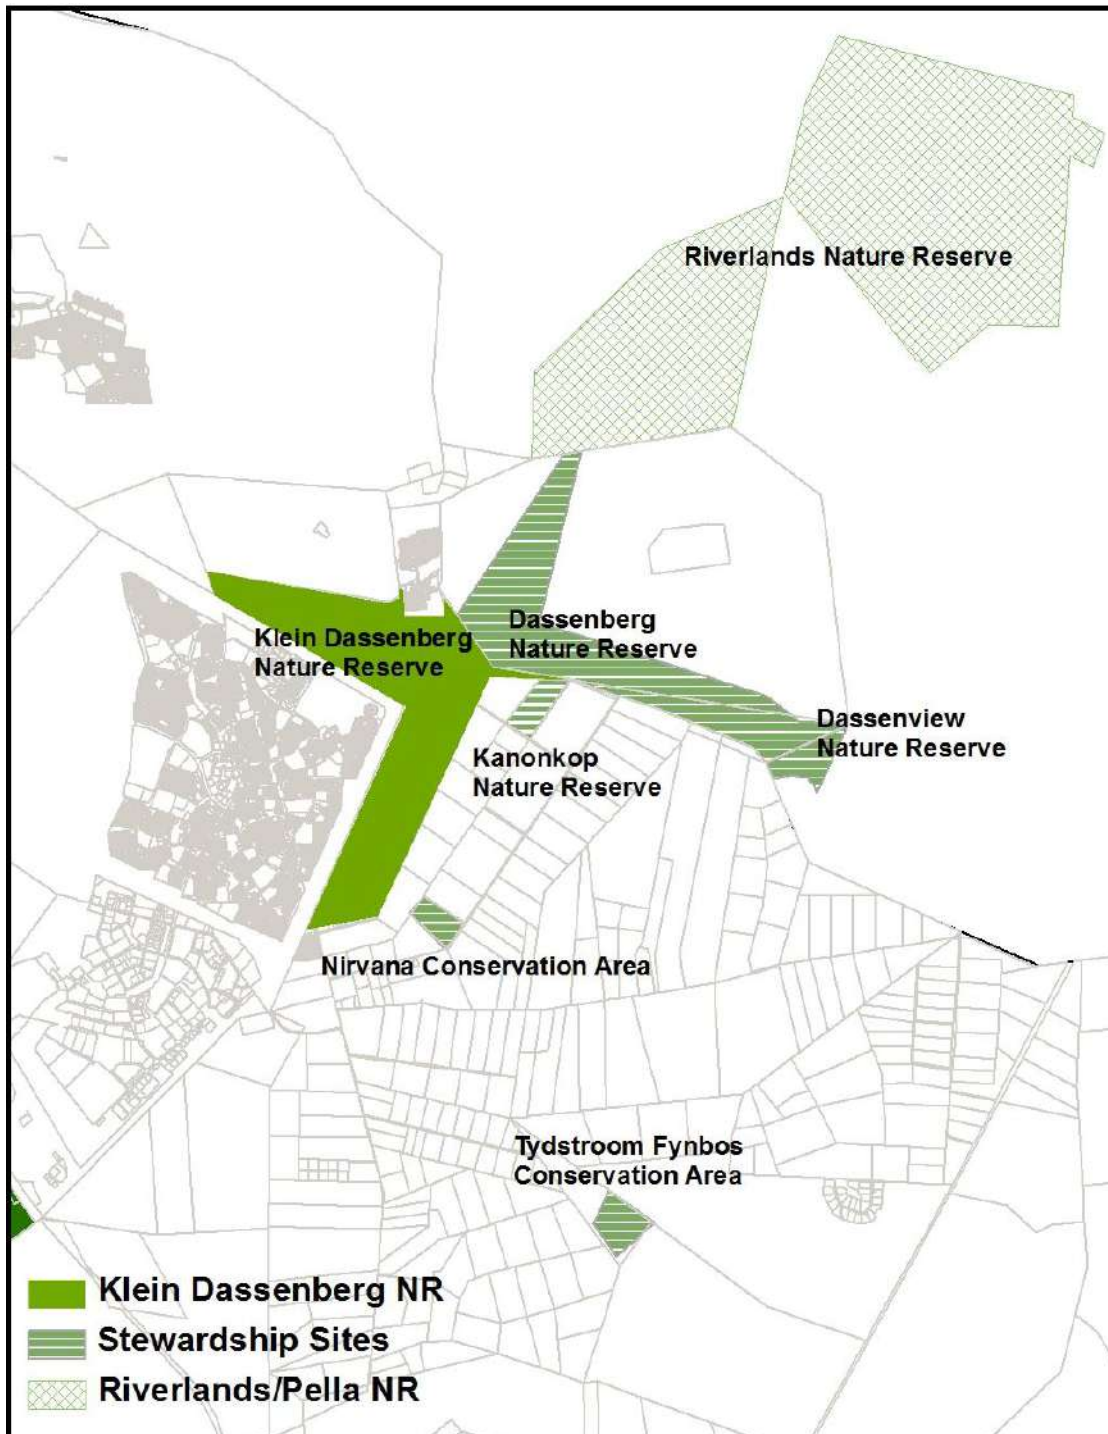 Riverlands Nature Reserve
Dassenberg
Nature Reserve
Klein Dassenberg
Nature Reserve
Dassenview
Nature Reserve
Kanonkop
Nature Reserve
Nirvana Conservation Area
Tydstroom Fynbos
Conservation Area
Klein Dassenberg NR
Stewardship Sites
Riverlands/Pella NR